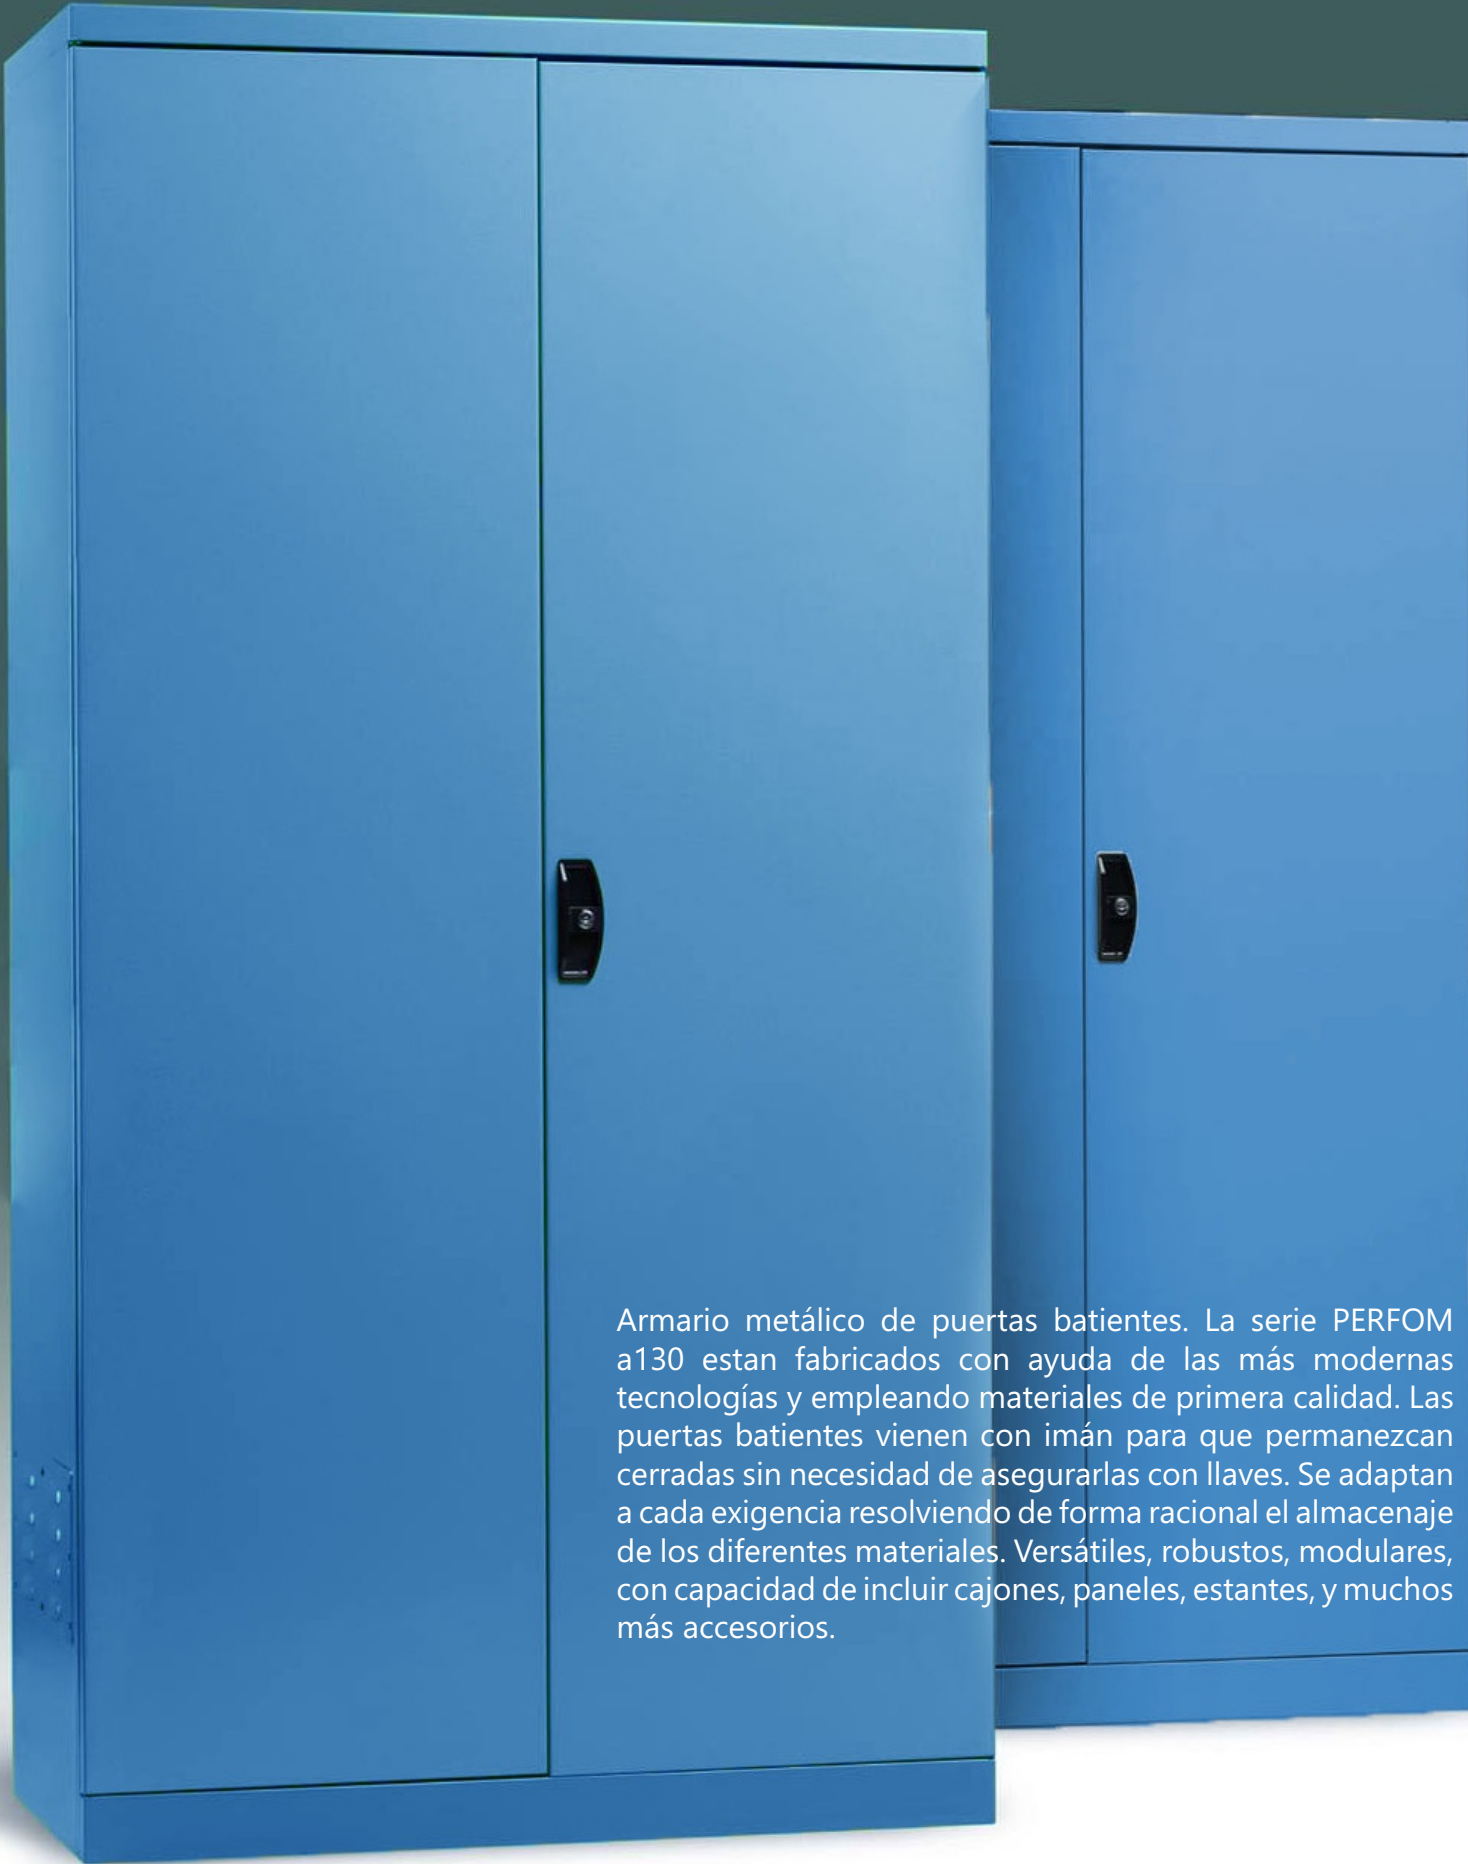 Armario metálico de puertas batientes. La serie PERFOM
a130 estan fabricados con ayuda de las más modernas
tecnologías y empleando materiales de primera calidad. Las
puertas batientes vienen con imán para que permanezcan
cerradas sin necesidad de asegurarlas con llaves. Se adaptan
a cada exigencia resolviendo de forma racional el almacenaje
de los diferentes materiales. Versátiles, robustos, modulares,
con capacidad de incluir cajones, paneles, estantes, y muchos
más accesorios.